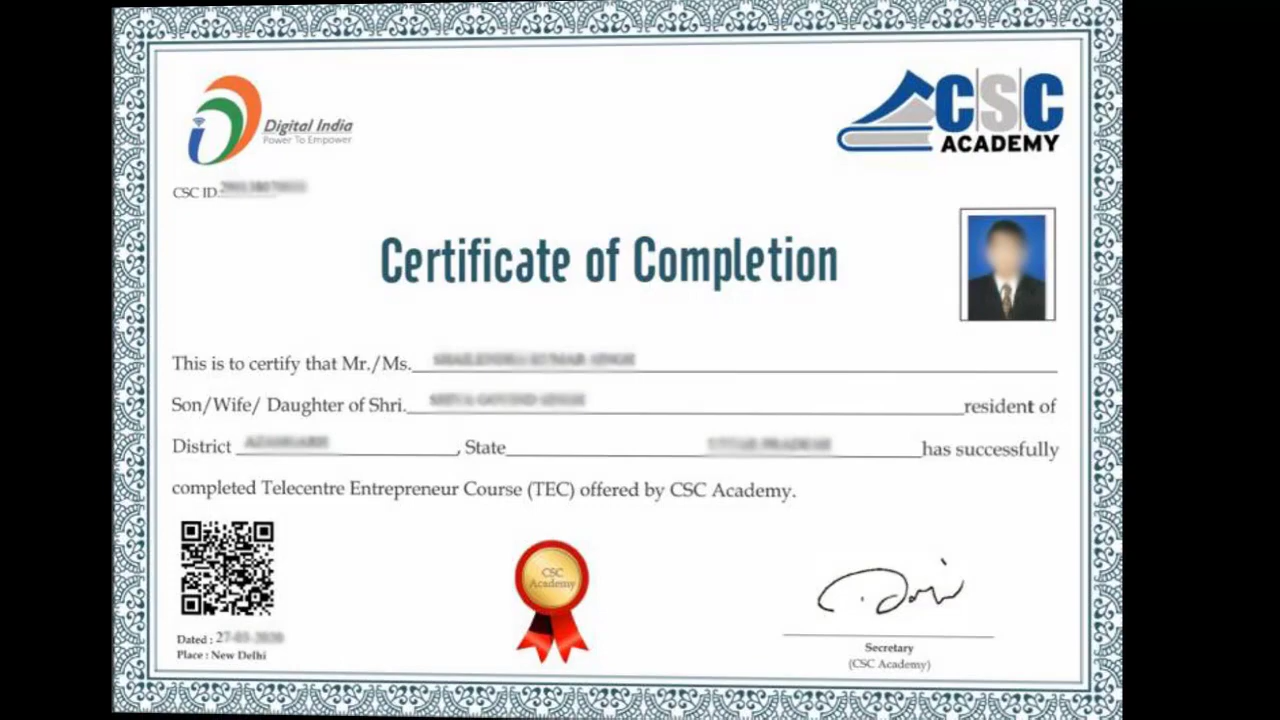 Digital India
Power To Empower
CSC
ACADEMY
CSC ID
Certificate of Completion
This is to certify that Mr./Ms.
Son/Wife/ Daughter of Shri. resident of
District , State has successfully
completed Telecentre Entrepreneur Course (TEC) offered by CSC Academy.
CSC
Academy
Dated :
Place : New Delhi
Secretary
(CSC Academy)